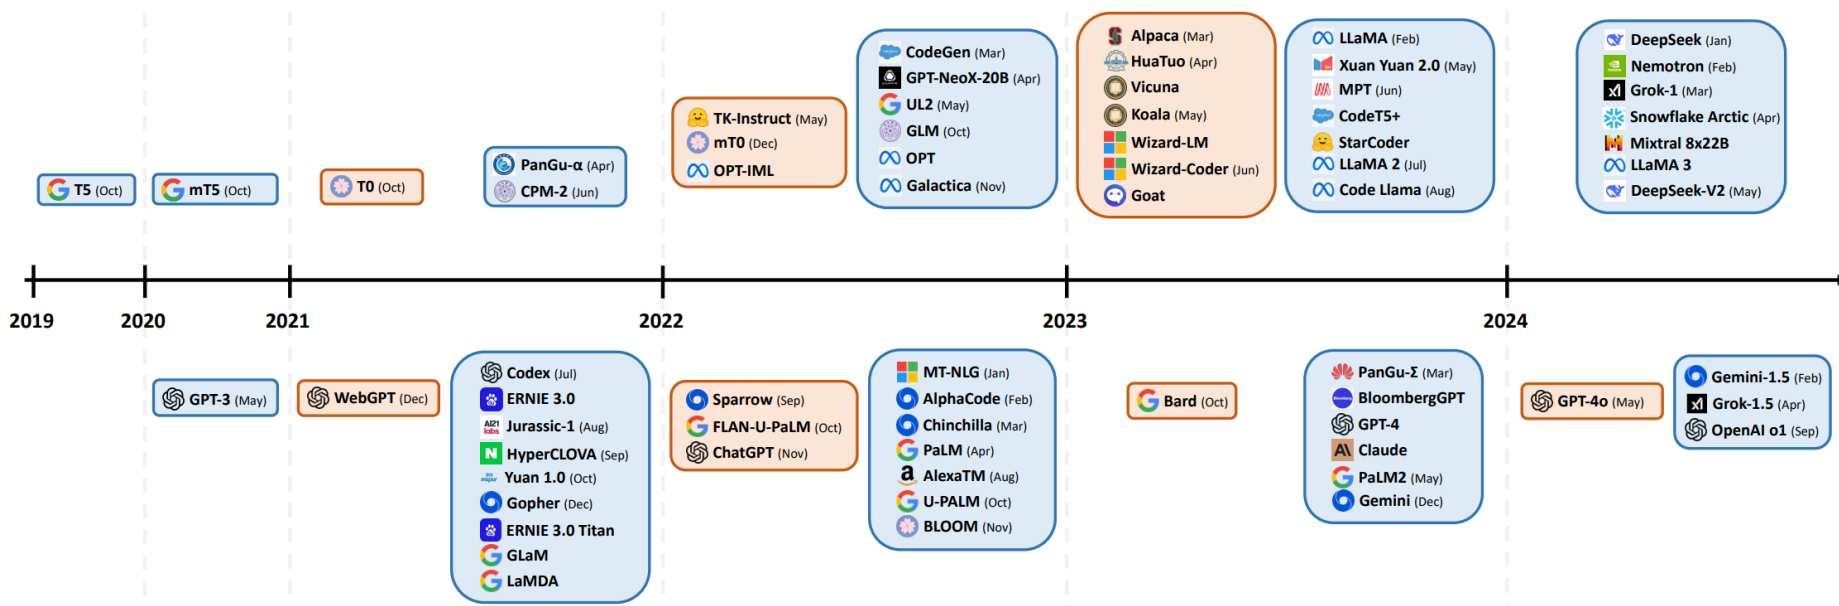 T5 (Oct)
mT5 (Oct)
T0 (Oct)
PanGu-α (Apr)
CPM-2 (Jun)
TK-Instruct (May)
mT0 (Dec)
OPT-IML
CodeGen (Mar)
GPT-NeoX-20B (Apr)
UL2 (May)
GLM (Oct)
OPT
Galactica (Nov)
Alpaca (Mar)
HuaTuo (Apr)
Vicuna
Koala (May)
Wizard-LM
Wizard-Coder (Jun)
Goat
LLaMA (Feb)
Xuan Yuan 2.0 (May)
MPT (Jun)
CodeT5+
StarCoder
LLaMA 2 (Jul)
Code Llama (Aug)
DeepSeek (Jan)
Nemotron (Feb)
Grok-1 (Mar)
Snowflake Arctic (Apr)
Mixtral 8x22B
LLaMA 3
DeepSeek-V2 (May)
2019
2020
2021
2022
2023
2024
GPT-3 (May)
WebGPT (Dec)
Codex (Jul)
ERNIE 3.0
AI21
labs
Jurassic-1 (Aug)
HyperCLOVA (Sep)
Yuan 1.0 (Oct)
Gopher (Dec)
ERNIE 3.0 Titan
GLaM
LaMDA
Sparrow (Sep)
FLAN-U-PaLM (Oct)
ChatGPT (Nov)
MT-NLG (Jan)
AlphaCode (Feb)
Chinchilla (Mar)
PaLM (Apr)
AlexaTM (Aug)
U-PALM (Oct)
BLOOM (Nov)
Bard (Oct)
PanGu-Σ (Mar)
BloombergGPT
GPT-4
Claude
PaLM2 (May)
Gemini (Dec)
GPT-4o (May)
Gemini-1.5 (Feb)
Grok-1.5 (Apr)
OpenAI o1 (Sep)